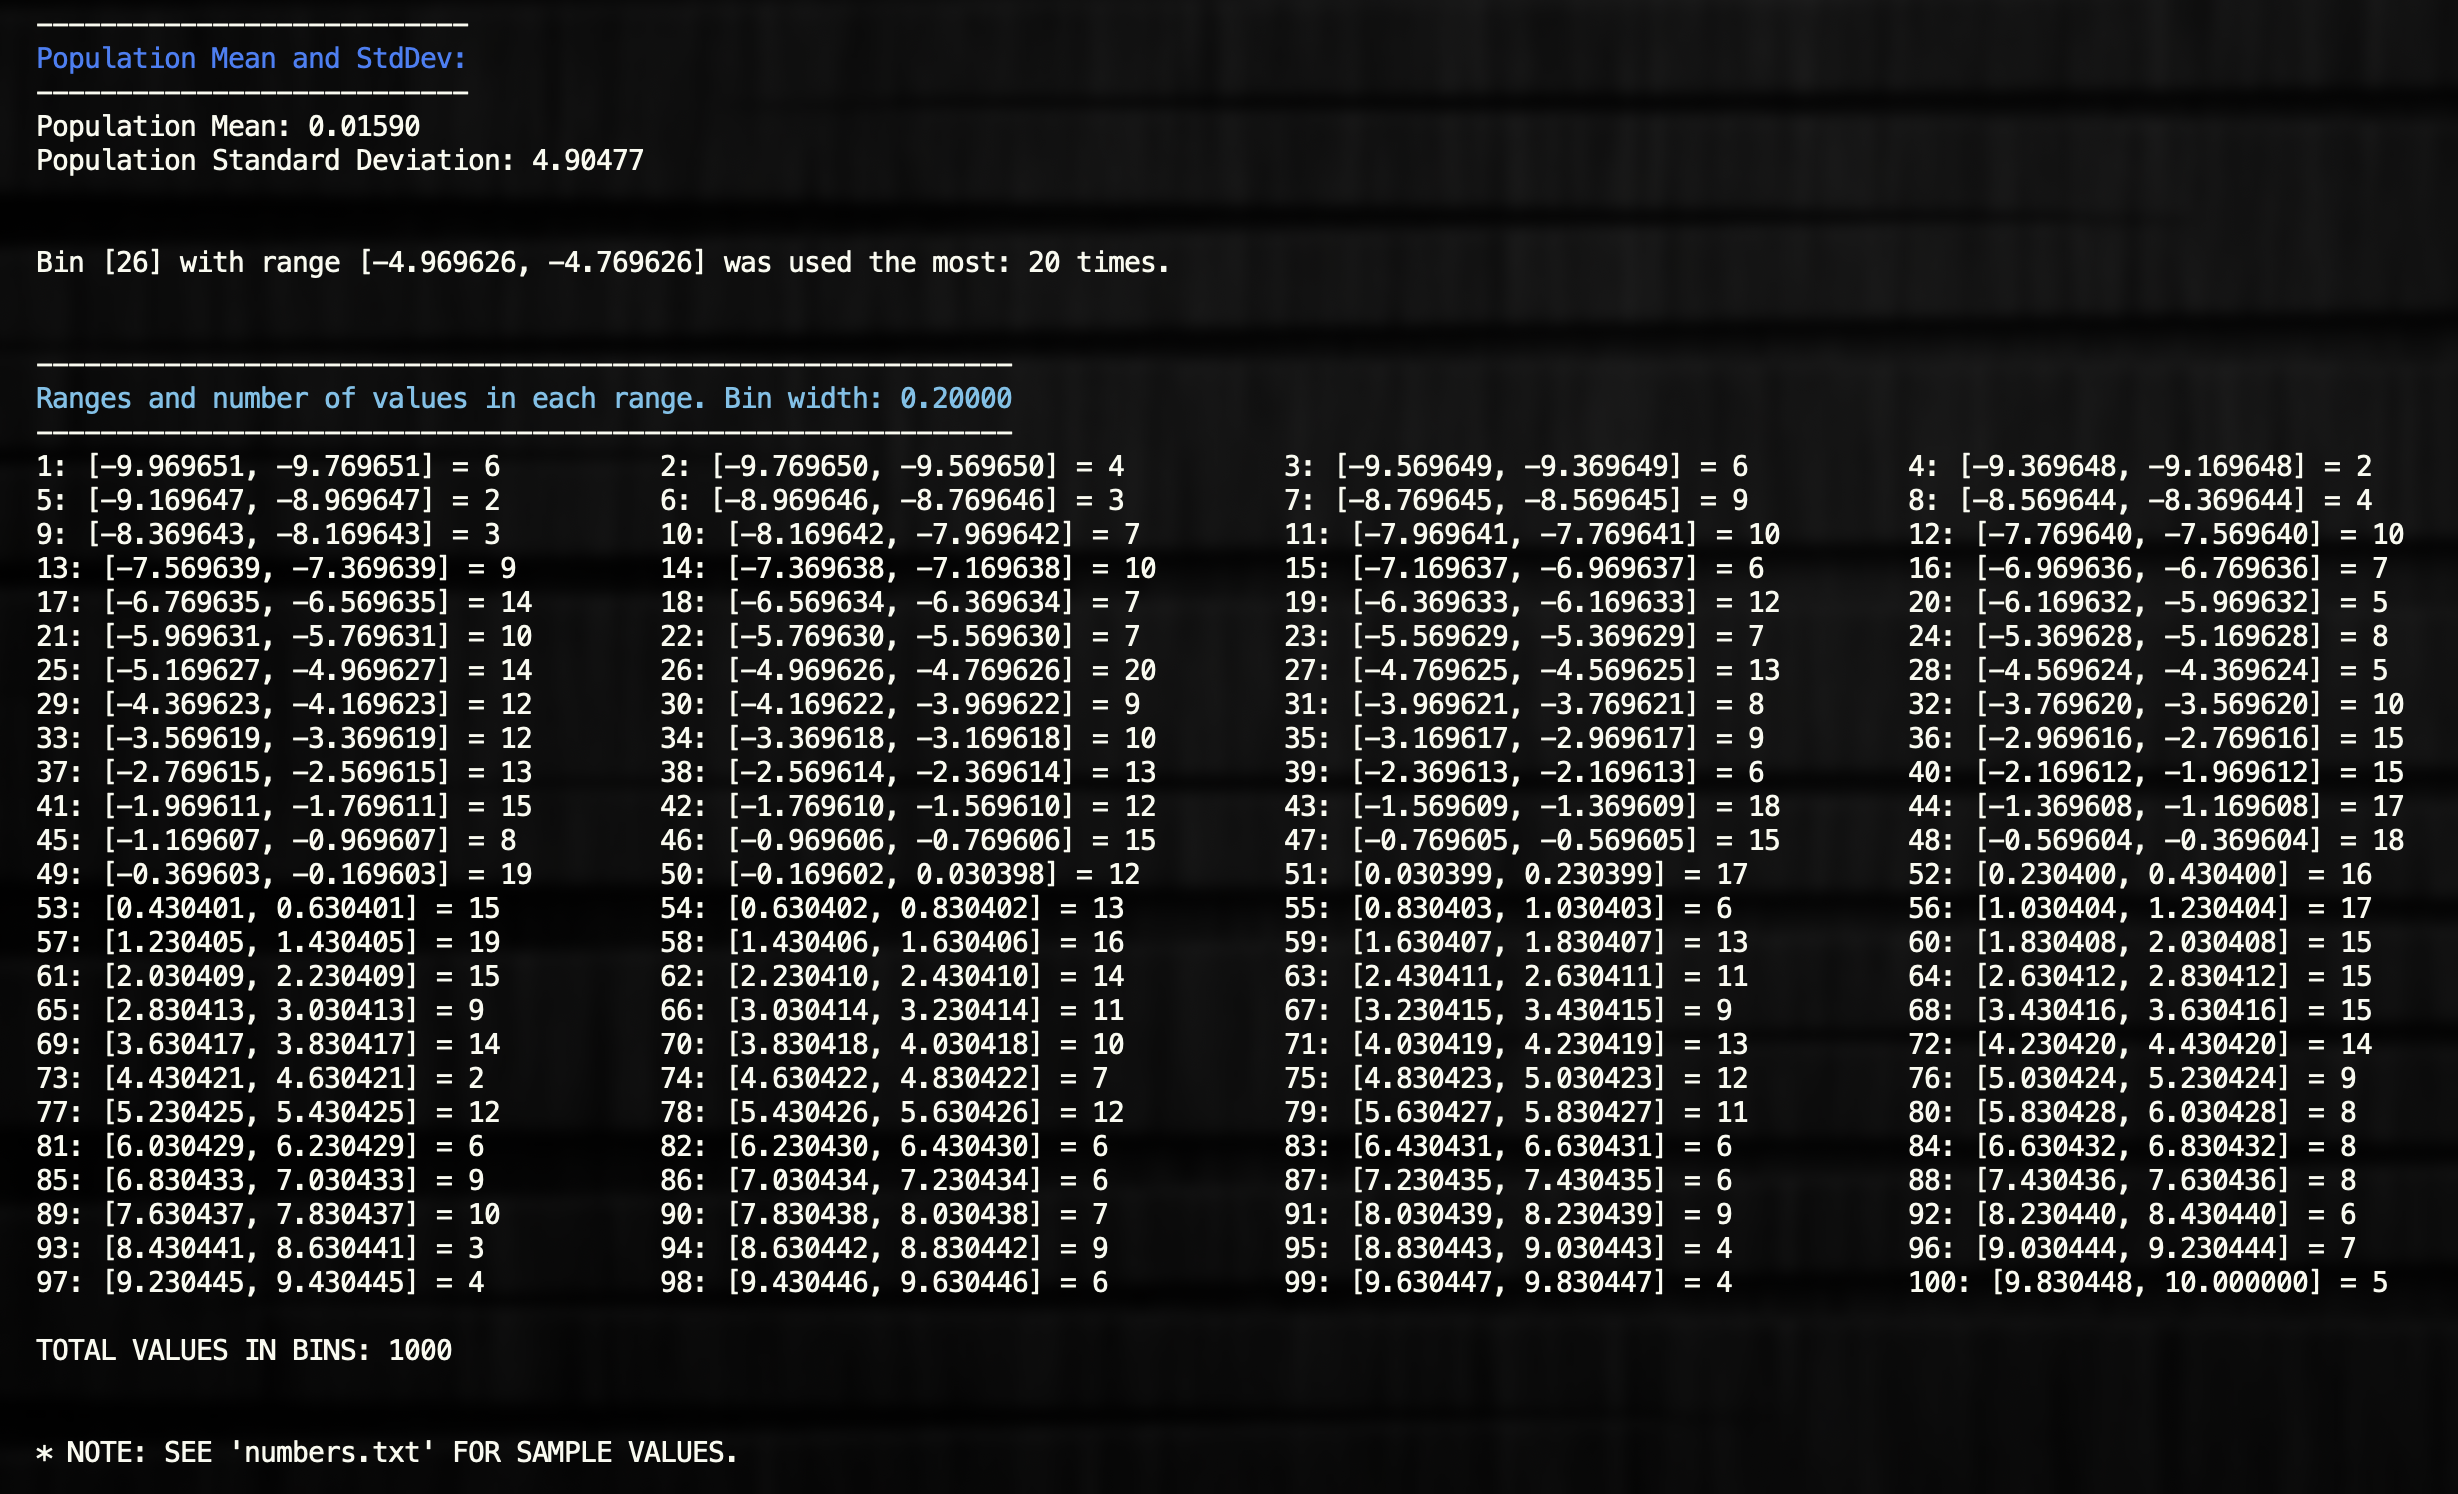 ---------------------------
Population Mean and StdDev:
---------------------------
Population Mean: 0.01590
Population Standard Deviation: 4.90477
Bin [26] with range [-4.969626, -4.769626] was used the most: 20 times.
-------------------------------------------------------------
Ranges and number of values in each range. Bin width: 0.20000
-------------------------------------------------------------
1: [-9.969651, -9.769651] = 6 2: [-9.769650, -9.569650] = 4 3: [-9.569649, -9.369649] = 6 4: [-9.369648, -9.169648] = 2
5: [-9.169647, -8.969647] = 2 6: [-8.969646, -8.769646] = 3 7: [-8.769645, -8.569645] = 9 8: [-8.569644, -8.369644] = 4
9: [-8.369643, -8.169643] = 3 10: [-8.169642, -7.969642] = 7 11: [-7.969641, -7.769641] = 10 12: [-7.769640, -7.569640] = 10
13: [-7.569639, -7.369639] = 9 14: [-7.369638, -7.169638] = 10 15: [-7.169637, -6.969637] = 6 16: [-6.969636, -6.769636] = 7
17: [-6.769635, -6.569635] = 14 18: [-6.569634, -6.369634] = 7 19: [-6.369633, -6.169633] = 12 20: [-6.169632, -5.969632] = 5
21: [-5.969631, -5.769631] = 10 22: [-5.769630, -5.569630] = 7 23: [-5.569629, -5.369629] = 7 24: [-5.369628, -5.169628] = 8
25: [-5.169627, -4.969627] = 14 26: [-4.969626, -4.769626] = 20 27: [-4.769625, -4.569625] = 13 28: [-4.569624, -4.369624] = 5
29: [-4.369623, -4.169623] = 12 30: [-4.169622, -3.969622] = 9 31: [-3.969621, -3.769621] = 8 32: [-3.769620, -3.569620] = 10
33: [-3.569619, -3.369619] = 12 34: [-3.369618, -3.169618] = 10 35: [-3.169617, -2.969617] = 9 36: [-2.969616, -2.769616] = 15
37: [-2.769615, -2.569615] = 13 38: [-2.569614, -2.369614] = 13 39: [-2.369613, -2.169613] = 6 40: [-2.169612, -1.969612] = 15
41: [-1.969611, -1.769611] = 15 42: [-1.769610, -1.569610] = 12 43: [-1.569609, -1.369609] = 18 44: [-1.369608, -1.169608] = 17
45: [-1.169607, -0.969607] = 8 46: [-0.969606, -0.769606] = 15 47: [-0.769605, -0.569605] = 15 48: [-0.569604, -0.369604] = 18
49: [-0.369603, -0.169603] = 19 50: [-0.169602, 0.030398] = 12 51: [0.030399, 0.230399] = 17 52: [0.230400, 0.430400] = 16
53: [0.430401, 0.630401] = 15 54: [0.630402, 0.830402] = 13 55: [0.830403, 1.030403] = 6 56: [1.030404, 1.230404] = 17
57: [1.230405, 1.430405] = 19 58: [1.430406, 1.630406] = 16 59: [1.630407, 1.830407] = 13 60: [1.830408, 2.030408] = 15
61: [2.030409, 2.230409] = 15 62: [2.230410, 2.430410] = 14 63: [2.430411, 2.630411] = 11 64: [2.630412, 2.830412] = 15
65: [2.830413, 3.030413] = 9 66: [3.030414, 3.230414] = 11 67: [3.230415, 3.430415] = 9 68: [3.430416, 3.630416] = 15
69: [3.630417, 3.830417] = 14 70: [3.830418, 4.030418] = 10 71: [4.030419, 4.230419] = 13 72: [4.230420, 4.430420] = 14
73: [4.430421, 4.630421] = 2 74: [4.630422, 4.830422] = 7 75: [4.830423, 5.030423] = 12 76: [5.030424, 5.230424] = 9
77: [5.230425, 5.430425] = 12 78: [5.430426, 5.630426] = 12 79: [5.630427, 5.830427] = 11 80: [5.830428, 6.030428] = 8
81: [6.030429, 6.230429] = 6 82: [6.230430, 6.430430] = 6 83: [6.430431, 6.630431] = 6 84: [6.630432, 6.830432] = 8
85: [6.830433, 7.030433] = 9 86: [7.030434, 7.230434] = 6 87: [7.230435, 7.430435] = 6 88: [7.430436, 7.630436] = 8
89: [7.630437, 7.830437] = 10 90: [7.830438, 8.030438] = 7 91: [8.030439, 8.230439] = 9 92: [8.230440, 8.430440] = 6
93: [8.430441, 8.630441] = 3 94: [8.630442, 8.830442] = 9 95: [8.830443, 9.030443] = 4 96: [9.030444, 9.230444] = 7
97: [9.230445, 9.430445] = 4 98: [9.430446, 9.630446] = 6 99: [9.630447, 9.830447] = 4 100: [9.830448, 10.000000] = 5
TOTAL VALUES IN BINS: 1000
* NOTE: SEE 'numbers.txt' FOR SAMPLE VALUES.